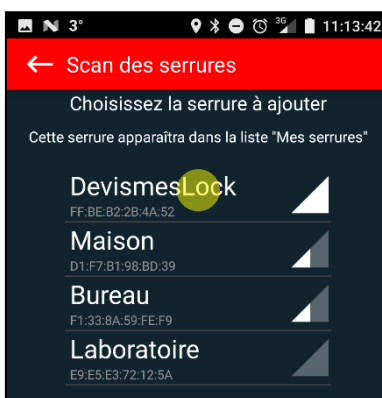 3° 3G 11:13:42
Scan des serrures
Choisissez la serrure à ajouter
Cette serrure apparaîtra dans la liste "Mes serrures"
DevismesLock
FF:BE:B2:2B:4A:52
Maison
D1:F7:B1:98:BD:39
Bureau
F1:33:8A:59:FE:F9
Laboratoire
E9:E5:E3:72:12:5A